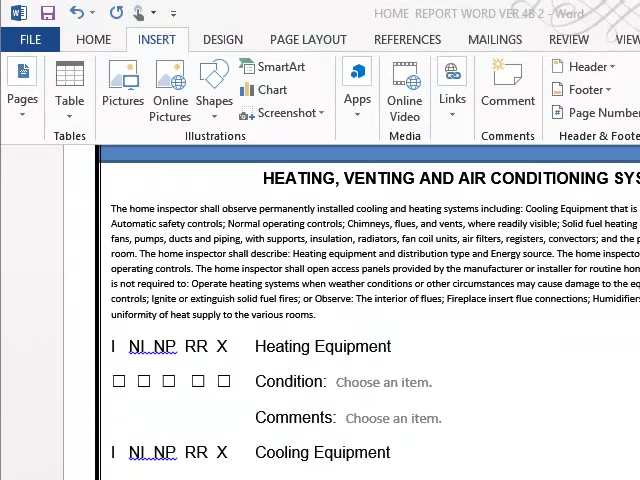 HOME REPORT WORD VER 4B 2 - Word
FILE HOME INSERT DESIGN PAGE LAYOUT REFERENCES MAILINGS REVIEW VIEW
Pages Table Pictures Online Pictures Shapes SmartArt Chart Screenshot Apps Online Video Links Comment Header Footer Page Number
Tables Illustrations Media Comments Header & Foote
HEATING, VENTING AND AIR CONDITIONING SYS
The home inspector shall observe permanently installed cooling and heating systems including: Cooling Equipment that is
Automatic safety controls; Normal operating controls; Chimneys, flues, and vents, where readily visible; Solid fuel heating
fans, pumps, ducts and piping, with supports, insulation, radiators, fan coil units, air filters, registers, convectors; and the p
room. The home inspector shall describe: Heating equipment and distribution type and Energy source. The home inspecto
operating controls. The home inspector shall open access panels provided by the manufacturer or installer for routine hom
is not required to: Operate heating systems when weather conditions or other circumstances may cause damage to the eq
controls; Ignite or extinguish solid fuel fires; or Observe: The interior of flues; Fireplace insert flue connections; Humidifiers
uniformity of heat supply to the various rooms.
I NI NP RR X Heating Equipment
Condition: Choose an item.
Comments: Choose an item.
I NI NP RR X Cooling Equipment